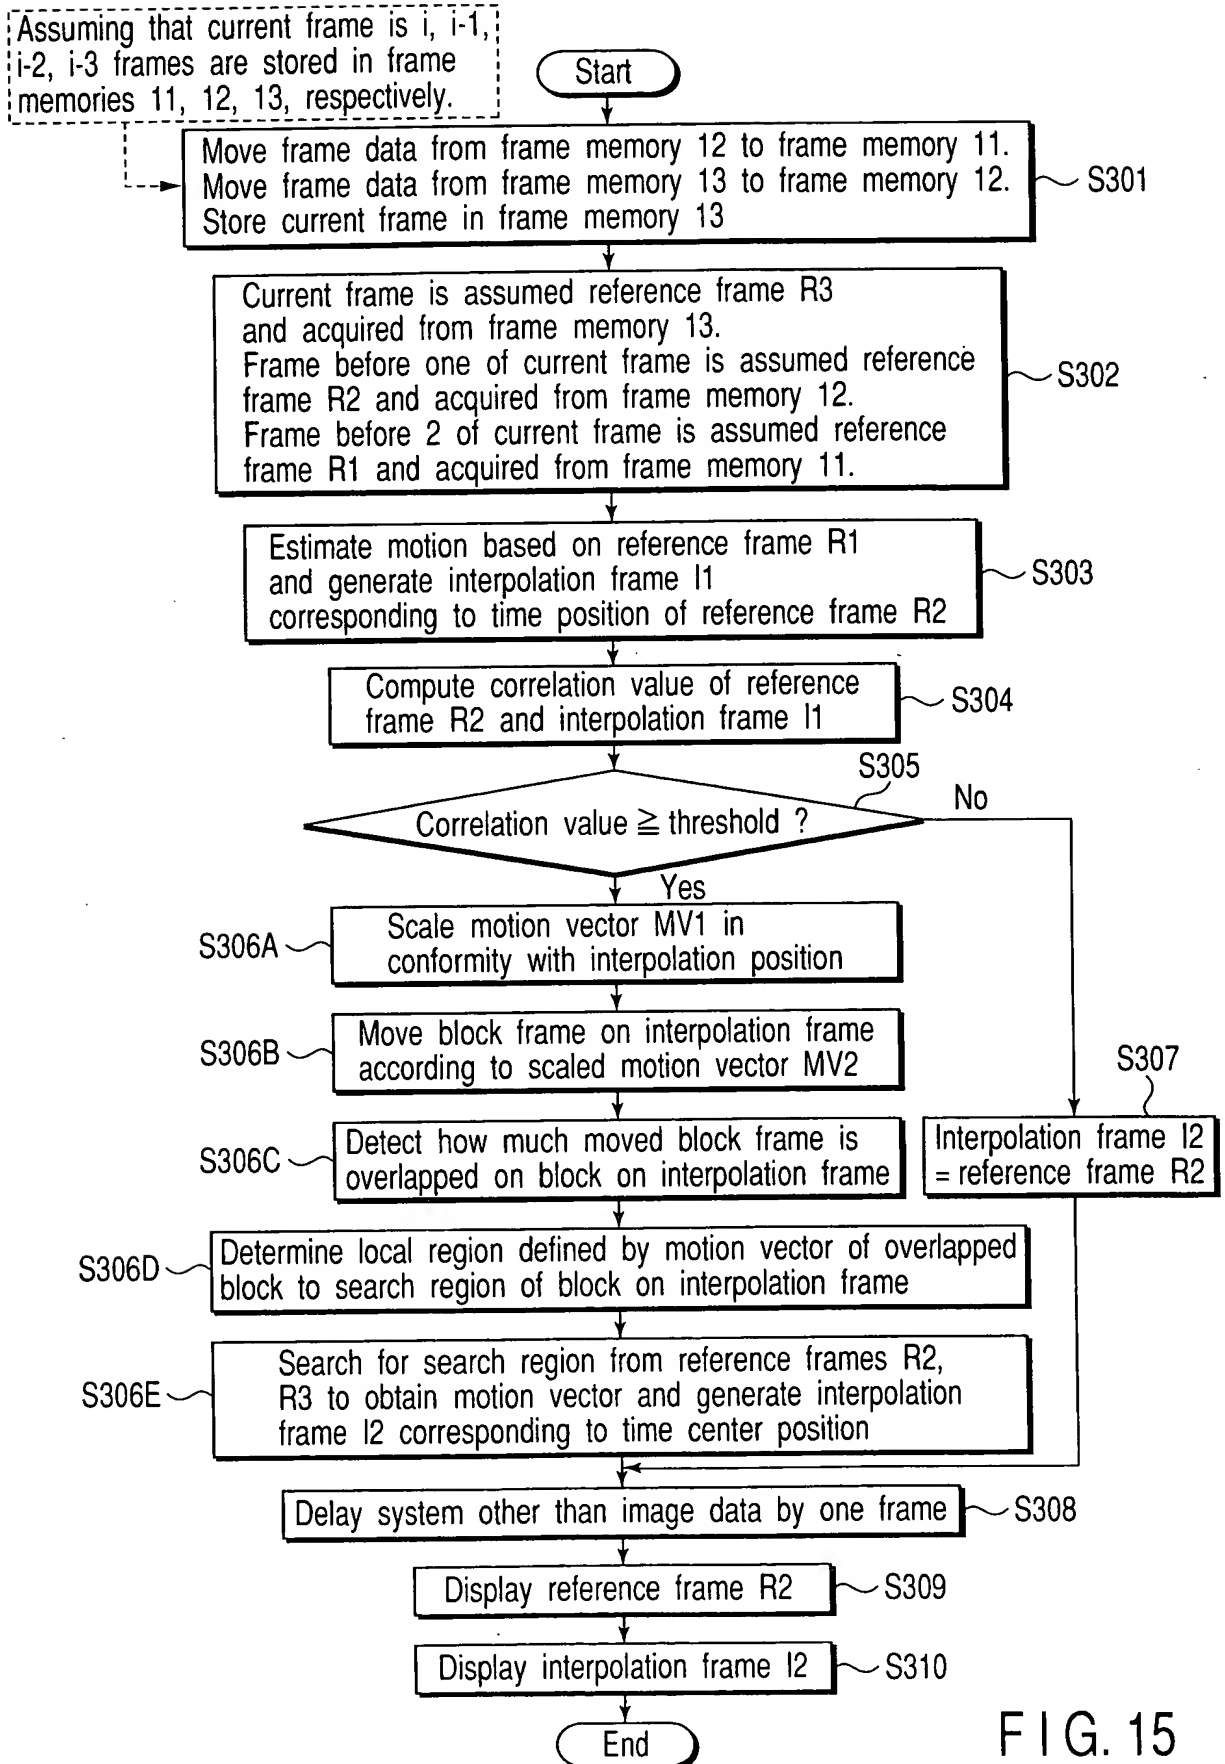 Assuming that current frame is i, i-1,
i-2, i-3 frames are stored in frame
memories 11, 12, 13, respectively.
Start
Move frame data from frame memory 12 to frame memory 11.
Move frame data from frame memory 13 to frame memory 12.
Store current frame in frame memory 13
S301
Current frame is assumed reference frame R3
and acquired from frame memory 13.
Frame before one of current frame is assumed reference
frame R2 and acquired from frame memory 12.
Frame before 2 of current frame is assumed reference
frame R1 and acquired from frame memory 11.
S302
Estimate motion based on reference frame R1
and generate interpolation frame I1
corresponding to time position of reference frame R2
S303
Compute correlation value of reference
frame R2 and interpolation frame I1
S304
S305
Correlation value ≧ threshold ?
No
Yes
S306A
Scale motion vector MV1 in
conformity with interpolation position
S306B
Move block frame on interpolation frame
according to scaled motion vector MV2
S307
Interpolation frame I2
= reference frame R2
S306C
Detect how much moved block frame is
overlapped on block on interpolation frame
S306D
Determine local region defined by motion vector of overlapped
block to search region of block on interpolation frame
S306E
Search for search region from reference frames R2,
R3 to obtain motion vector and generate interpolation
frame I2 corresponding to time center position
Delay system other than image data by one frame
S308
Display reference frame R2
S309
Display interpolation frame I2
S310
End
FIG. 15